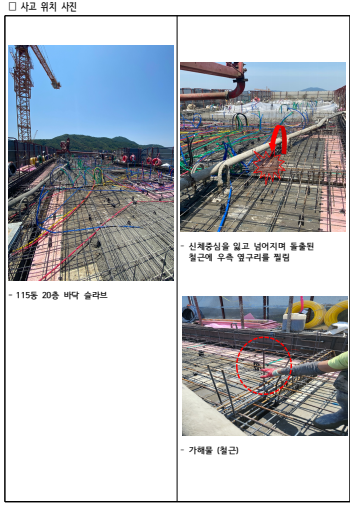 □ 사고 위치 사진
- 115동 20층 바닥 슬라브
- 신체중심을 잃고 넘어지며 돌출된
철근에 우측 옆구리를 찔림
- 가해물 (철근)